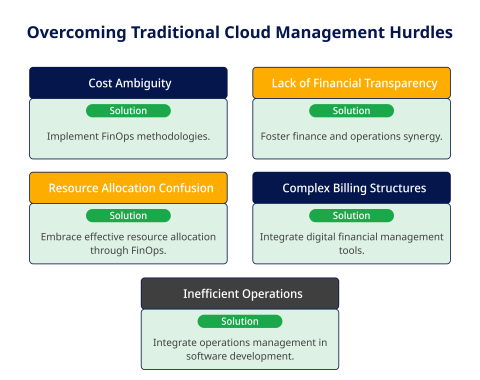 Overcoming Traditional Cloud Management Hurdles
Cost Ambiguity
Solution
Implement FinOps methodologies.
Lack of Financial Transparency
Solution
Foster finance and operations synergy.
Resource Allocation Confusion
Solution
Embrace effective resource allocation
through FinOps.
Complex Billing Structures
Solution
Integrate digital financial management
tools.
Inefficient Operations
Solution
Integrate operations management in
software development.